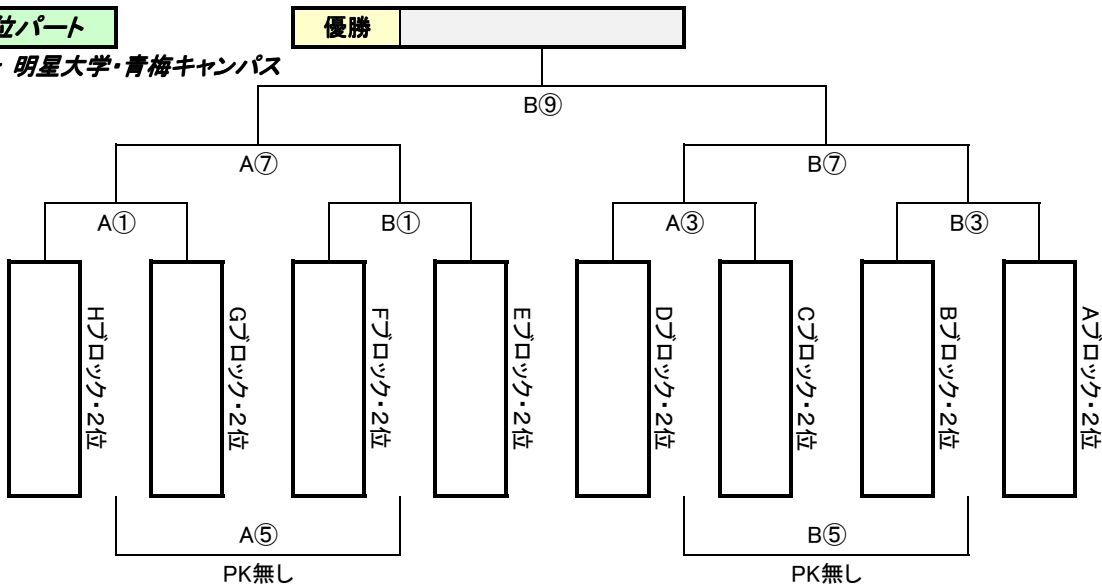 位パート
優勝
明星大学・青梅キャンパス
B⑨
A⑦
B⑦
A①
B①
A③
B③
Hブロック・2位
Gブロック・2位
Fブロック・2位
Eブロック・2位
Dブロック・2位
Cブロック・2位
Bブロック・2位
Aブロック・2位
A⑤
B⑤
PK無し
PK無し